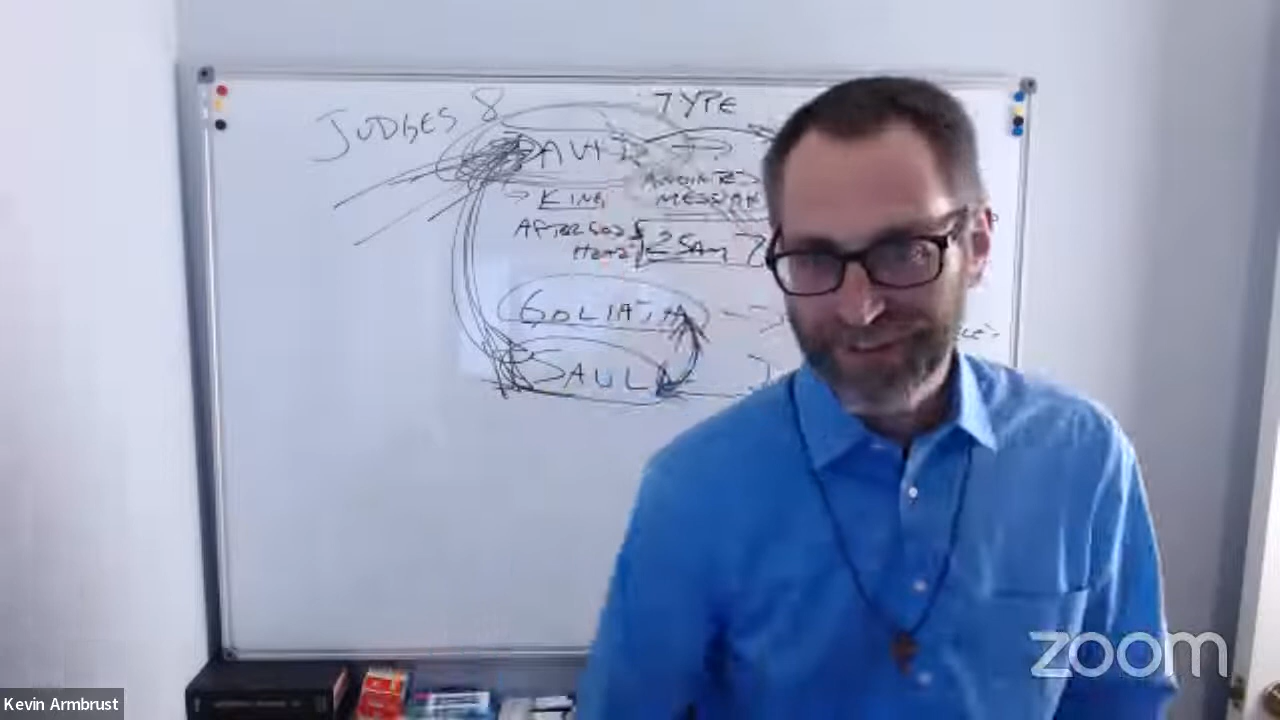 JUDGES 8
TYPE
DAVID
KING
ANOINTED
MESSIAH
AFTER GOD'S
HEART
2 SAM 7
GOLIATH
SAUL
zoom
Kevin Armbrust